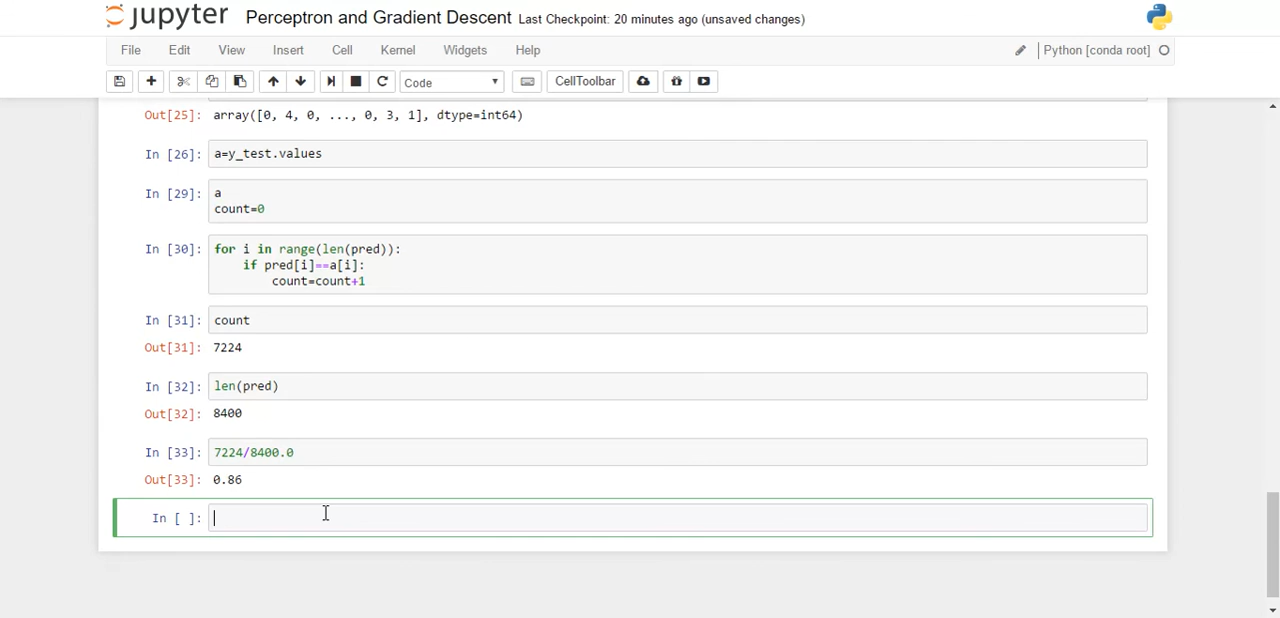 jupyter Perceptron and Gradient Descent Last Checkpoint: 20 minutes ago (unsaved changes)
File Edit View Insert Cell Kernel Widgets Help Python [conda root]
Code CellToolbar
Out[25]: array([0, 4, 0, ..., 0, 3, 1], dtype=int64)
In [26]: a=y_test.values
In [29]: a
count=0
In [30]: for i in range(len(pred)):
if pred[i]==a[i]:
count=count+1
In [31]: count
Out[31]: 7224
In [32]: len(pred)
Out[32]: 8400
In [33]: 7224/8400.0
Out[33]: 0.86
In [ ]: